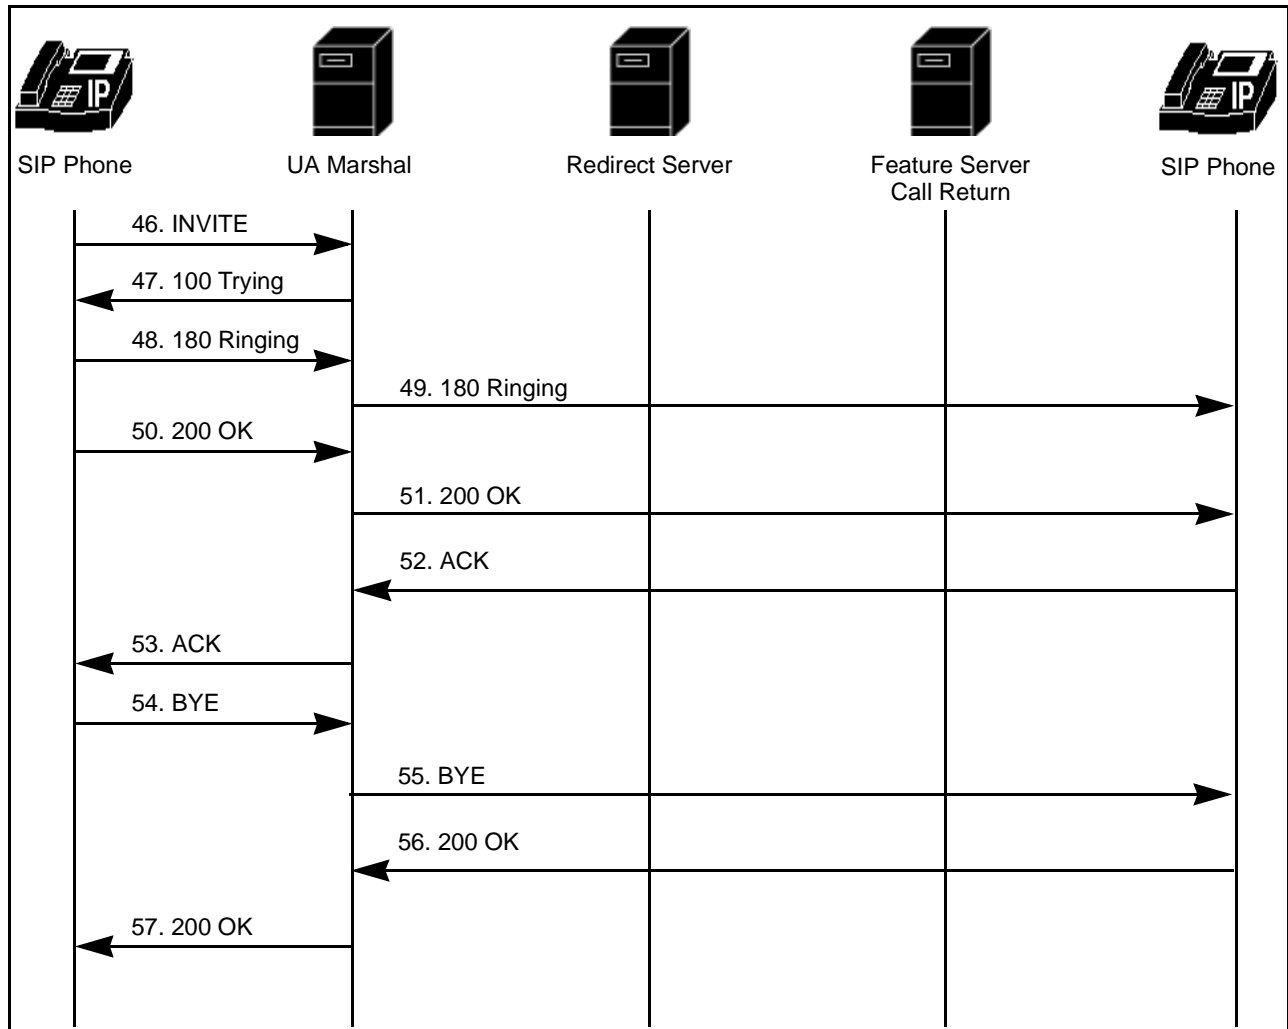 IP
IP
SIP Phone
UA Marshal
Redirect Server
Feature Server
Call Return
SIP Phone
46. INVITE
47. 100 Trying
48. 180 Ringing
49. 180 Ringing
50. 200 OK
51. 200 OK
52. ACK
53. ACK
54. BYE
55. BYE
56. 200 OK
57. 200 OK